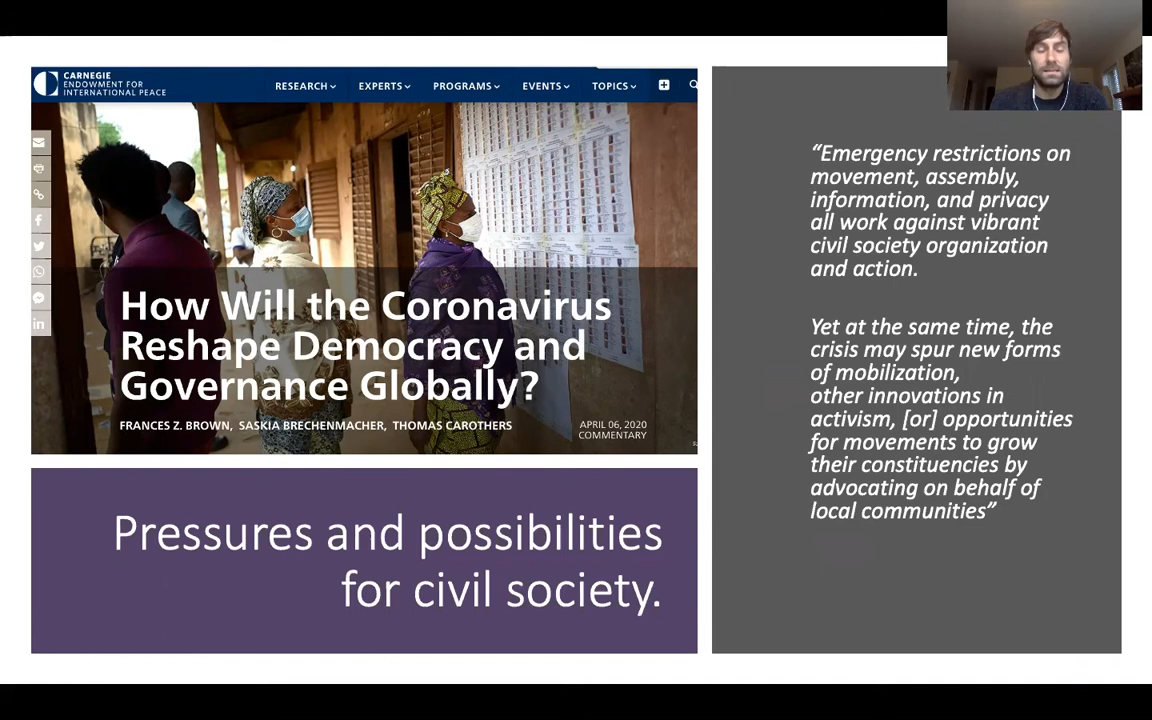 CARNEGIE
ENDOWMENT FOR
INTERNATIONAL PEACE
RESEARCH EXPERTS PROGRAMS EVENTS TOPICS
How Will the Coronavirus
Reshape Democracy and
Governance Globally?
FRANCES Z. BROWN, SASKIA BRECHENMACHER, THOMAS CAROTHERS
APRIL 06, 2020
COMMENTARY
Pressures and possibilities
for civil society.
“Emergency restrictions on
movement, assembly,
information, and privacy
all work against vibrant
civil society organization
and action.
Yet at the same time, the
crisis may spur new forms
of mobilization,
other innovations in
activism, [or] opportunities
for movements to grow
their constituencies by
advocating on behalf of
local communities”